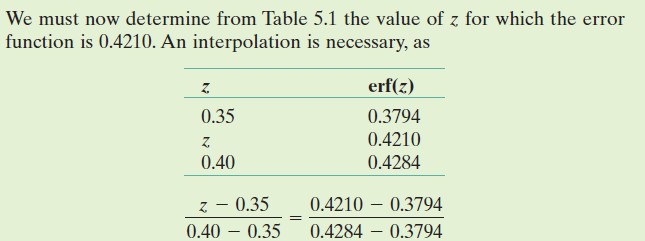 We must now determine from Table 5.1 the value of z for which the error
function is 0.4210. An interpolation is necessary, as
z erf(z)
0.35 0.3794
z 0.4210
0.40 0.4284
z − 0.35 / 0.40 − 0.35 = 0.4210 − 0.3794 / 0.4284 − 0.3794